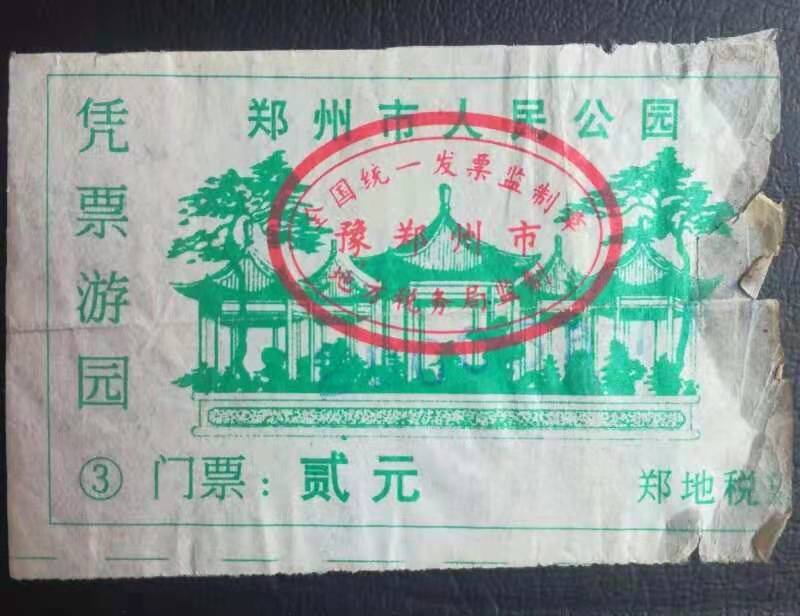 郑州市人民公园
凭票游园
全国统一发票监制章
豫郑州市
地方税务局监制
③ 门票：贰元
郑地税